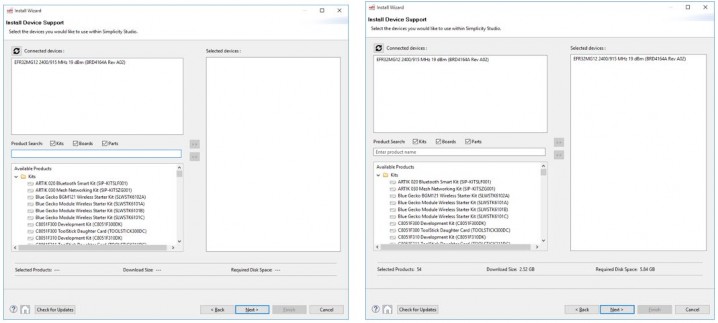 Install Wizard
Install Device Support
Select the devices you would like to use within Simplicity Studio.
Connected devices :
Selected devices :
EFR32MG12 2400/915 MHz 19 dBm (BRD4164A Rev A02)
Product Search: Kits Boards Parts
Available Products
Kits
ARTIK 020 Bluetooth Smart Kit (SIP-KITSLF001)
ARTIK 030 Mesh Networking Kit (SIP-KITSZG001)
Blue Gecko BGM121 Wireless Starter Kit (SLWSTK6102A)
Blue Gecko Module Wireless Starter Kit (SLWSTK6101A)
Blue Gecko Module Wireless Starter Kit (SLWSTK6101B)
Blue Gecko Module Wireless Starter Kit (SLWSTK6101C)
C8051F300 Development Kit (C8051F300DK)
C8051F300 ToolStick Daughter Card (TOOLSTICK300DC)
C8051F310 Development Kit (C8051F310DK)
Selected Products: ---
Download Size: ---
Required Disk Space: ---
Check for Updates
< Back
Next >
Finish
Cancel
Install Wizard
Install Device Support
Select the devices you would like to use within Simplicity Studio.
Connected devices :
Selected devices :
EFR32MG12 2400/915 MHz 19 dBm (BRD4164A Rev A02)
EFR32MG12 2400/915 MHz 19 dBm (BRD4164A Rev A02)
Product Search: Kits Boards Parts
Enter product name
Available Products
Kits
ARTIK 020 Bluetooth Smart Kit (SIP-KITSLF001)
ARTIK 030 Mesh Networking Kit (SIP-KITSZG001)
Blue Gecko BGM121 Wireless Starter Kit (SLWSTK6102A)
Blue Gecko Module Wireless Starter Kit (SLWSTK6101A)
Blue Gecko Module Wireless Starter Kit (SLWSTK6101B)
Blue Gecko Module Wireless Starter Kit (SLWSTK6101C)
C8051F300 Development Kit (C8051F300DK)
C8051F300 ToolStick Daughter Card (TOOLSTICK300DC)
C8051F310 Development Kit (C8051F310DK)
Selected Products: 54
Download Size: 2.52 GB
Required Disk Space: 5.84 GB
Check for Updates
< Back
Next >
Finish
Cancel